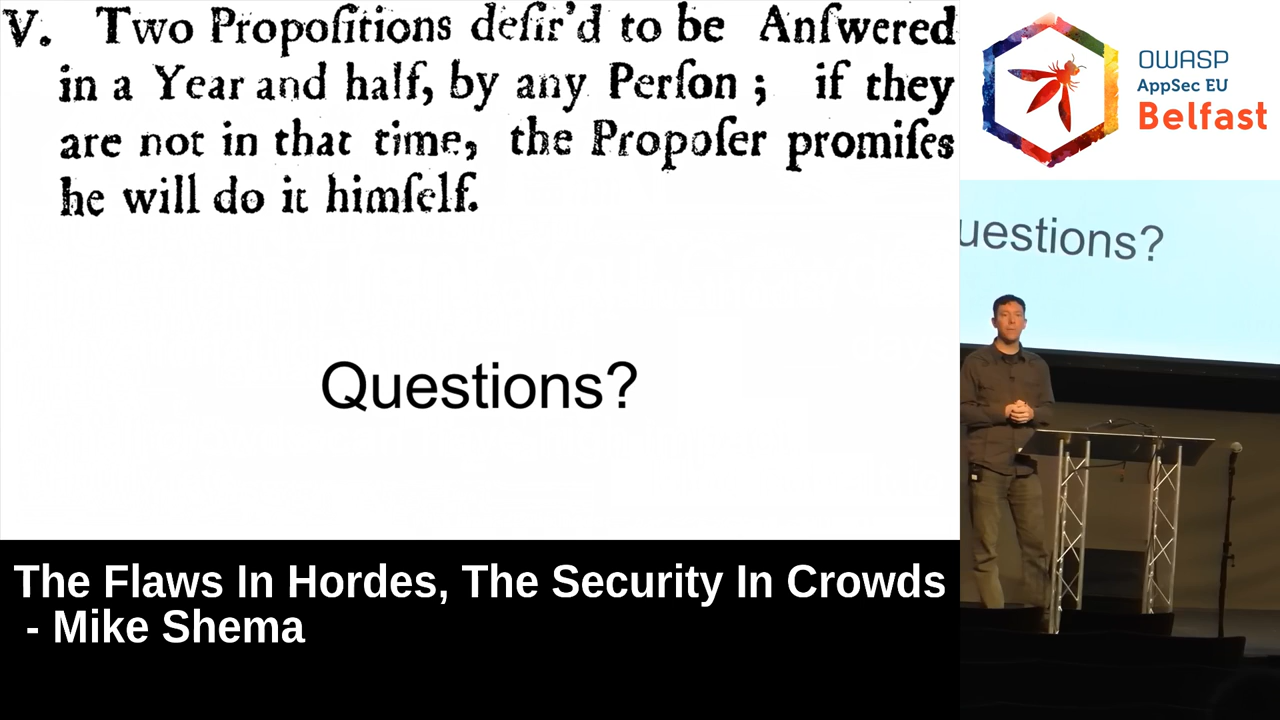 V. Two Propoſitions deſir'd to be Anſwered
in a Year and half, by any Perſon; if they
are not in that time, the Propoſer promiſes
he will do it himſelf.
Questions?
The Flaws In Hordes, The Security In Crowds
- Mike Shema
OWASP
AppSec EU
Belfast
uestions?